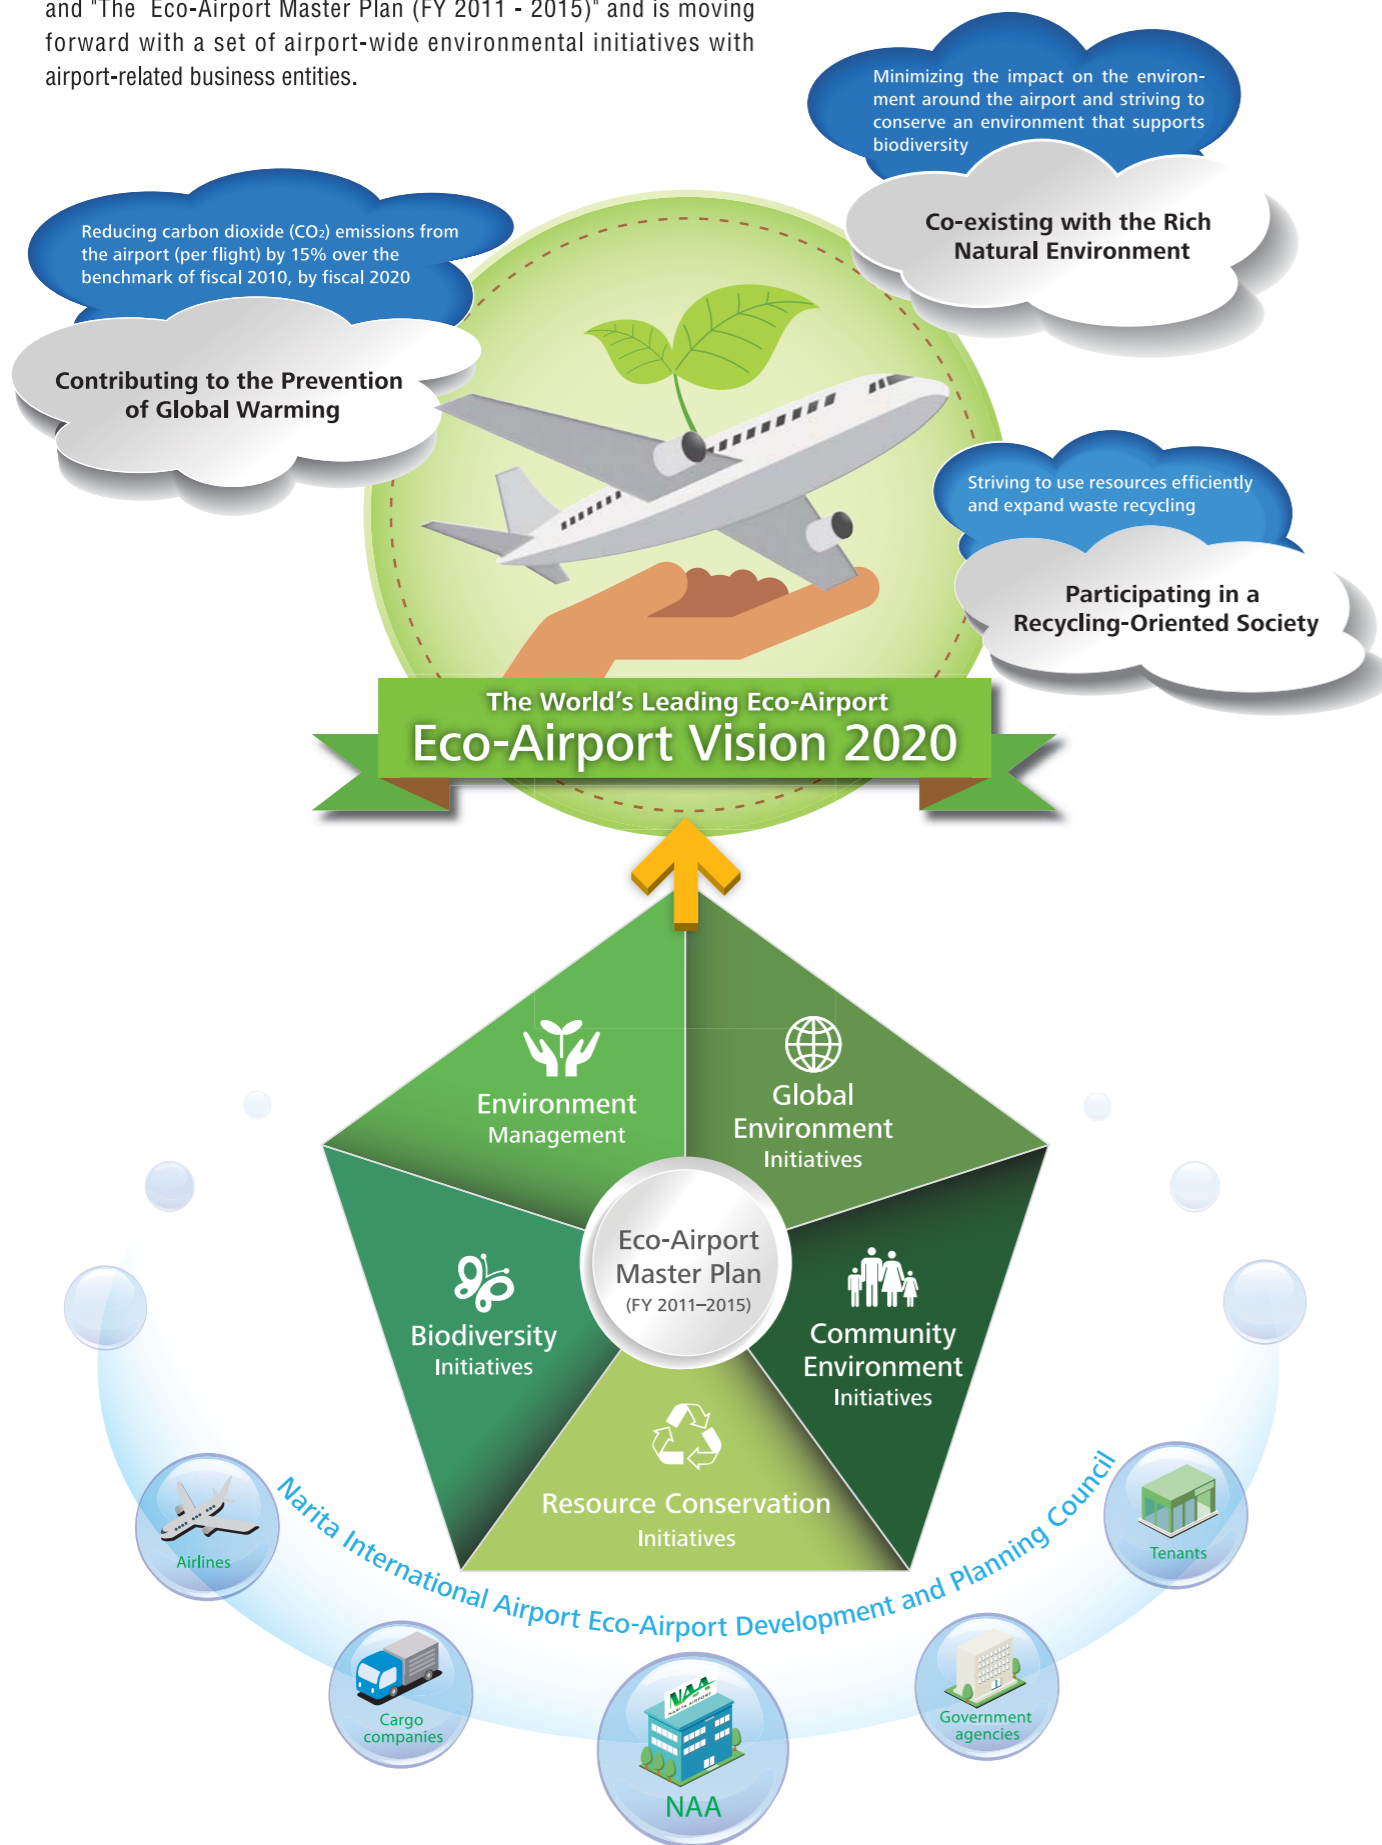 and "The Eco-Airport Master Plan (FY 2011 - 2015)" and is moving
forward with a set of airport-wide environmental initiatives with
airport-related business entities.
Minimizing the impact on the environ-
ment around the airport and striving to
conserve an environment that supports
biodiversity
Co-existing with the Rich
Natural Environment
Reducing carbon dioxide (CO₂) emissions from
the airport (per flight) by 15% over the
benchmark of fiscal 2010, by fiscal 2020
Contributing to the Prevention
of Global Warming
Striving to use resources efficiently
and expand waste recycling
Participating in a
Recycling-Oriented Society
The World's Leading Eco-Airport
Eco-Airport Vision 2020
Environment
Management
Global
Environment
Initiatives
Eco-Airport
Master Plan
(FY 2011–2015)
Biodiversity
Initiatives
Community
Environment
Initiatives
Resource Conservation
Initiatives
Narita International Airport Eco-Airport Development and Planning Council
Airlines
Tenants
Cargo
companies
Government
agencies
NAA
NARITA AIRPORT
NAA